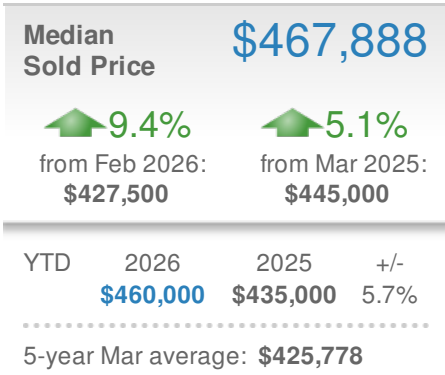 Median
Sold Price
$467,888
9.4%
from Feb 2026:
$427,500
5.1%
from Mar 2025:
$445,000
YTD 2026 2025 +/-
$460,000 $435,000 5.7%
5-year Mar average: $425,778